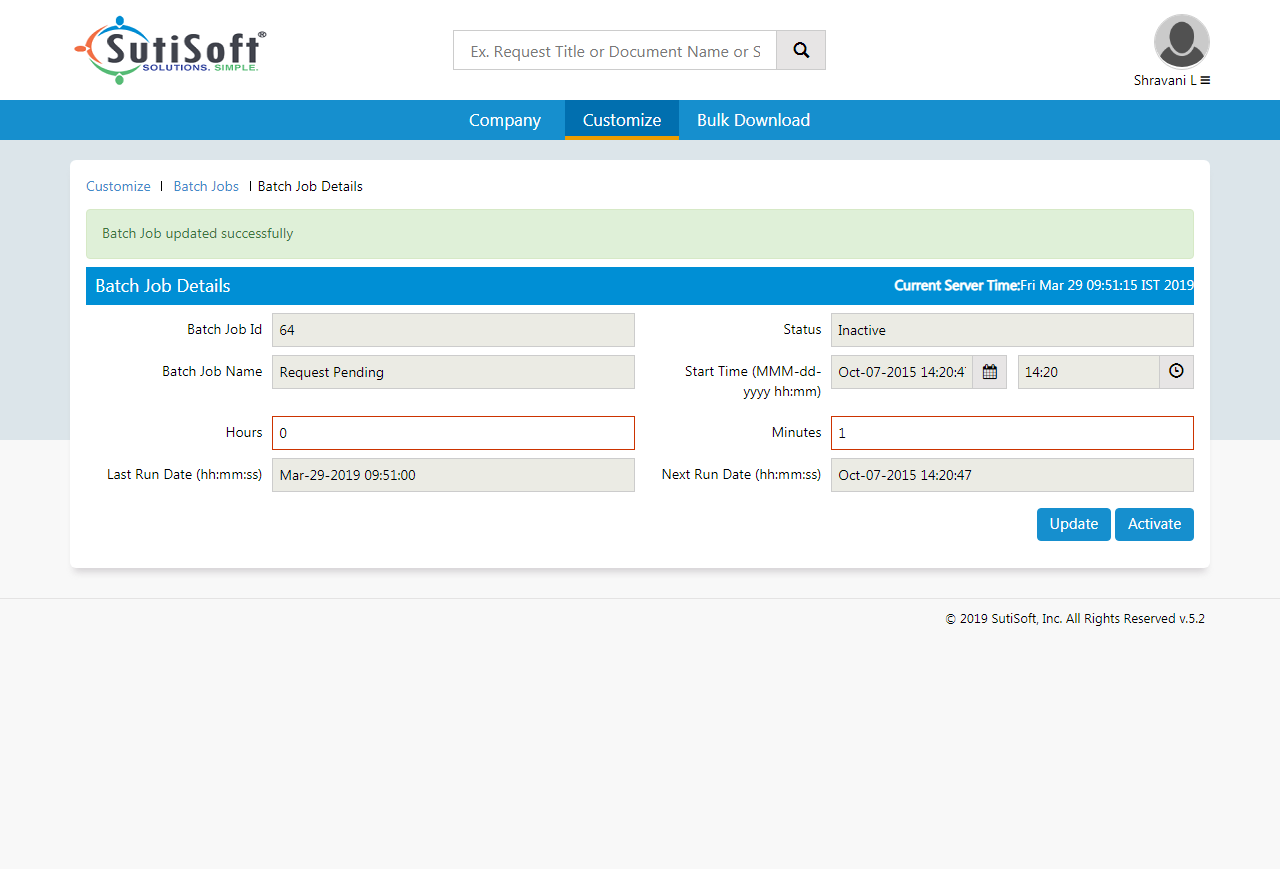 SutiSoft®
SOLUTIONS. SIMPLE.
Ex. Request Title or Document Name or S
Shravani L
Company Customize Bulk Download
Customize | Batch Jobs | Batch Job Details
Batch Job updated successfully
Batch Job Details Current Server Time:Fri Mar 29 09:51:15 IST 2019
Batch Job Id 64 Status Inactive
Batch Job Name Request Pending Start Time (MMM-dd-
yyyy hh:mm) Oct-07-2015 14:20:47 14:20
Hours 0 Minutes 1
Last Run Date (hh:mm:ss) Mar-29-2019 09:51:00 Next Run Date (hh:mm:ss) Oct-07-2015 14:20:47
Update Activate
© 2019 SutiSoft, Inc. All Rights Reserved v.5.2